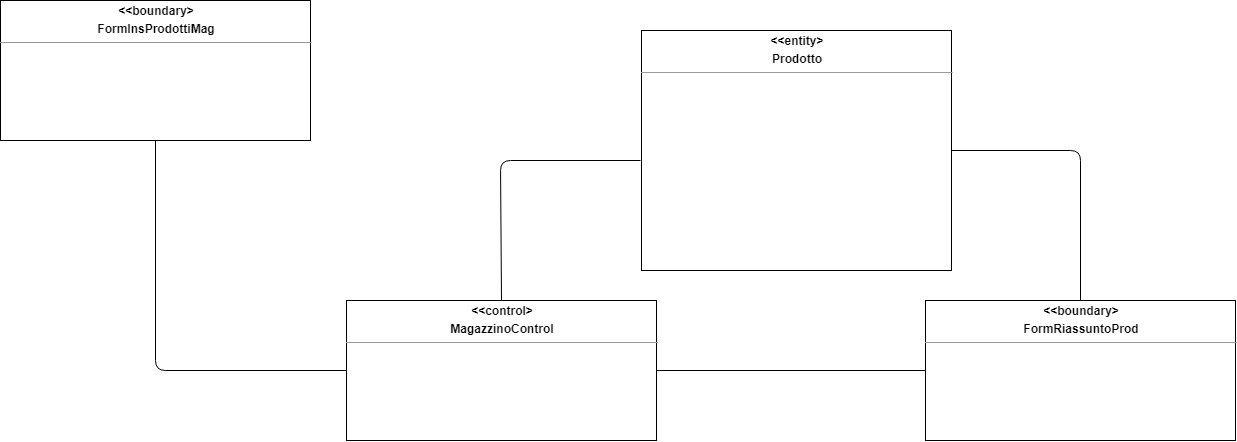 <<boundary>>
FormInsProdottiMag
<<entity>>
Prodotto
<<control>>
MagazzinoControl
<<boundary>>
FormRiassuntoProd